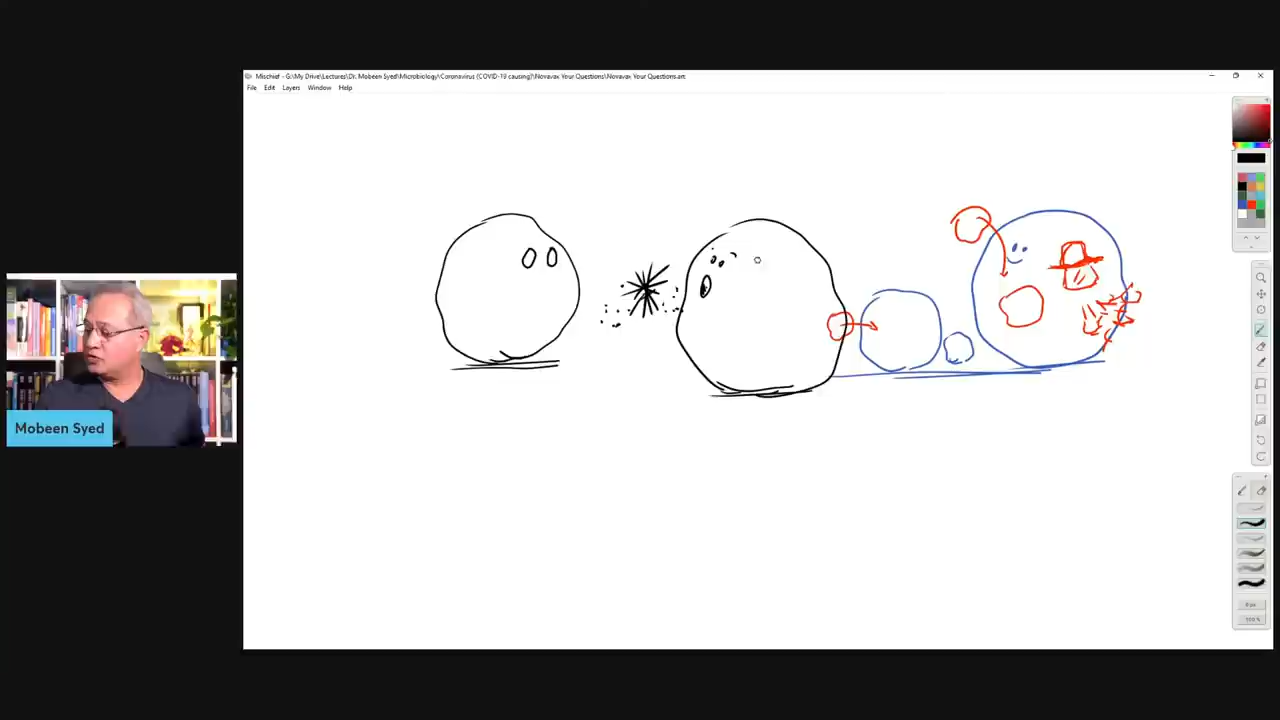 Mischief - G:\My Drive\Lectures\Dr. Mobeen Syed\Microbiology\Coronavirus (COVID-19 causing)\Novavax Your Questions\Novavax Your Questions.art
File Edit Layers Window Help
Mobeen Syed